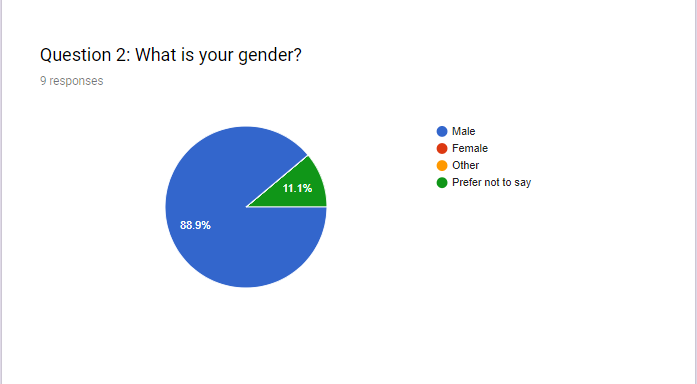 Question 2: What is your gender?
9 responses
Male
Female
Other
Prefer not to say
11.1%
88.9%